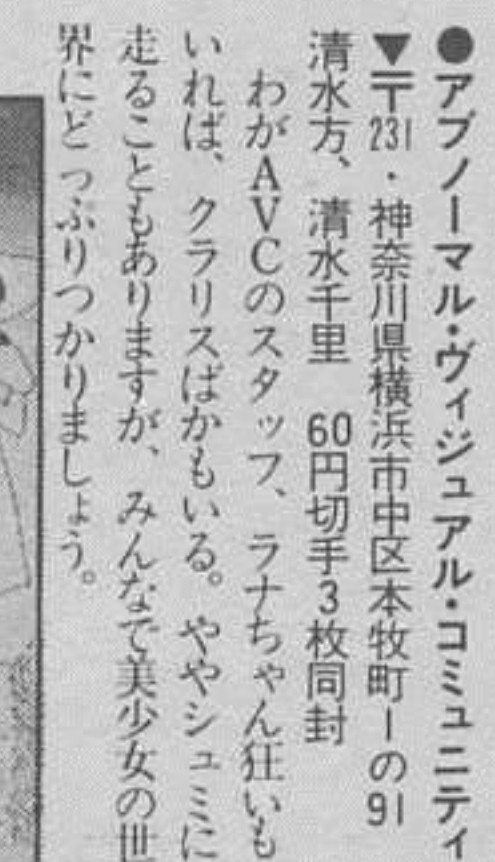 ●アブノーマル・ヴィジュアル・コミュニティ
▼〒231・神奈川県横浜市中区本牧町1の91
清水方、清水千里 60円切手3枚同封
わがAVCのスタッフ、ラナちゃん狂いも
いれば、クラリスばかもいる。ややシュミに
走ることもありますが、みんなで美少女の世
界にどっぷりつかりましょう。